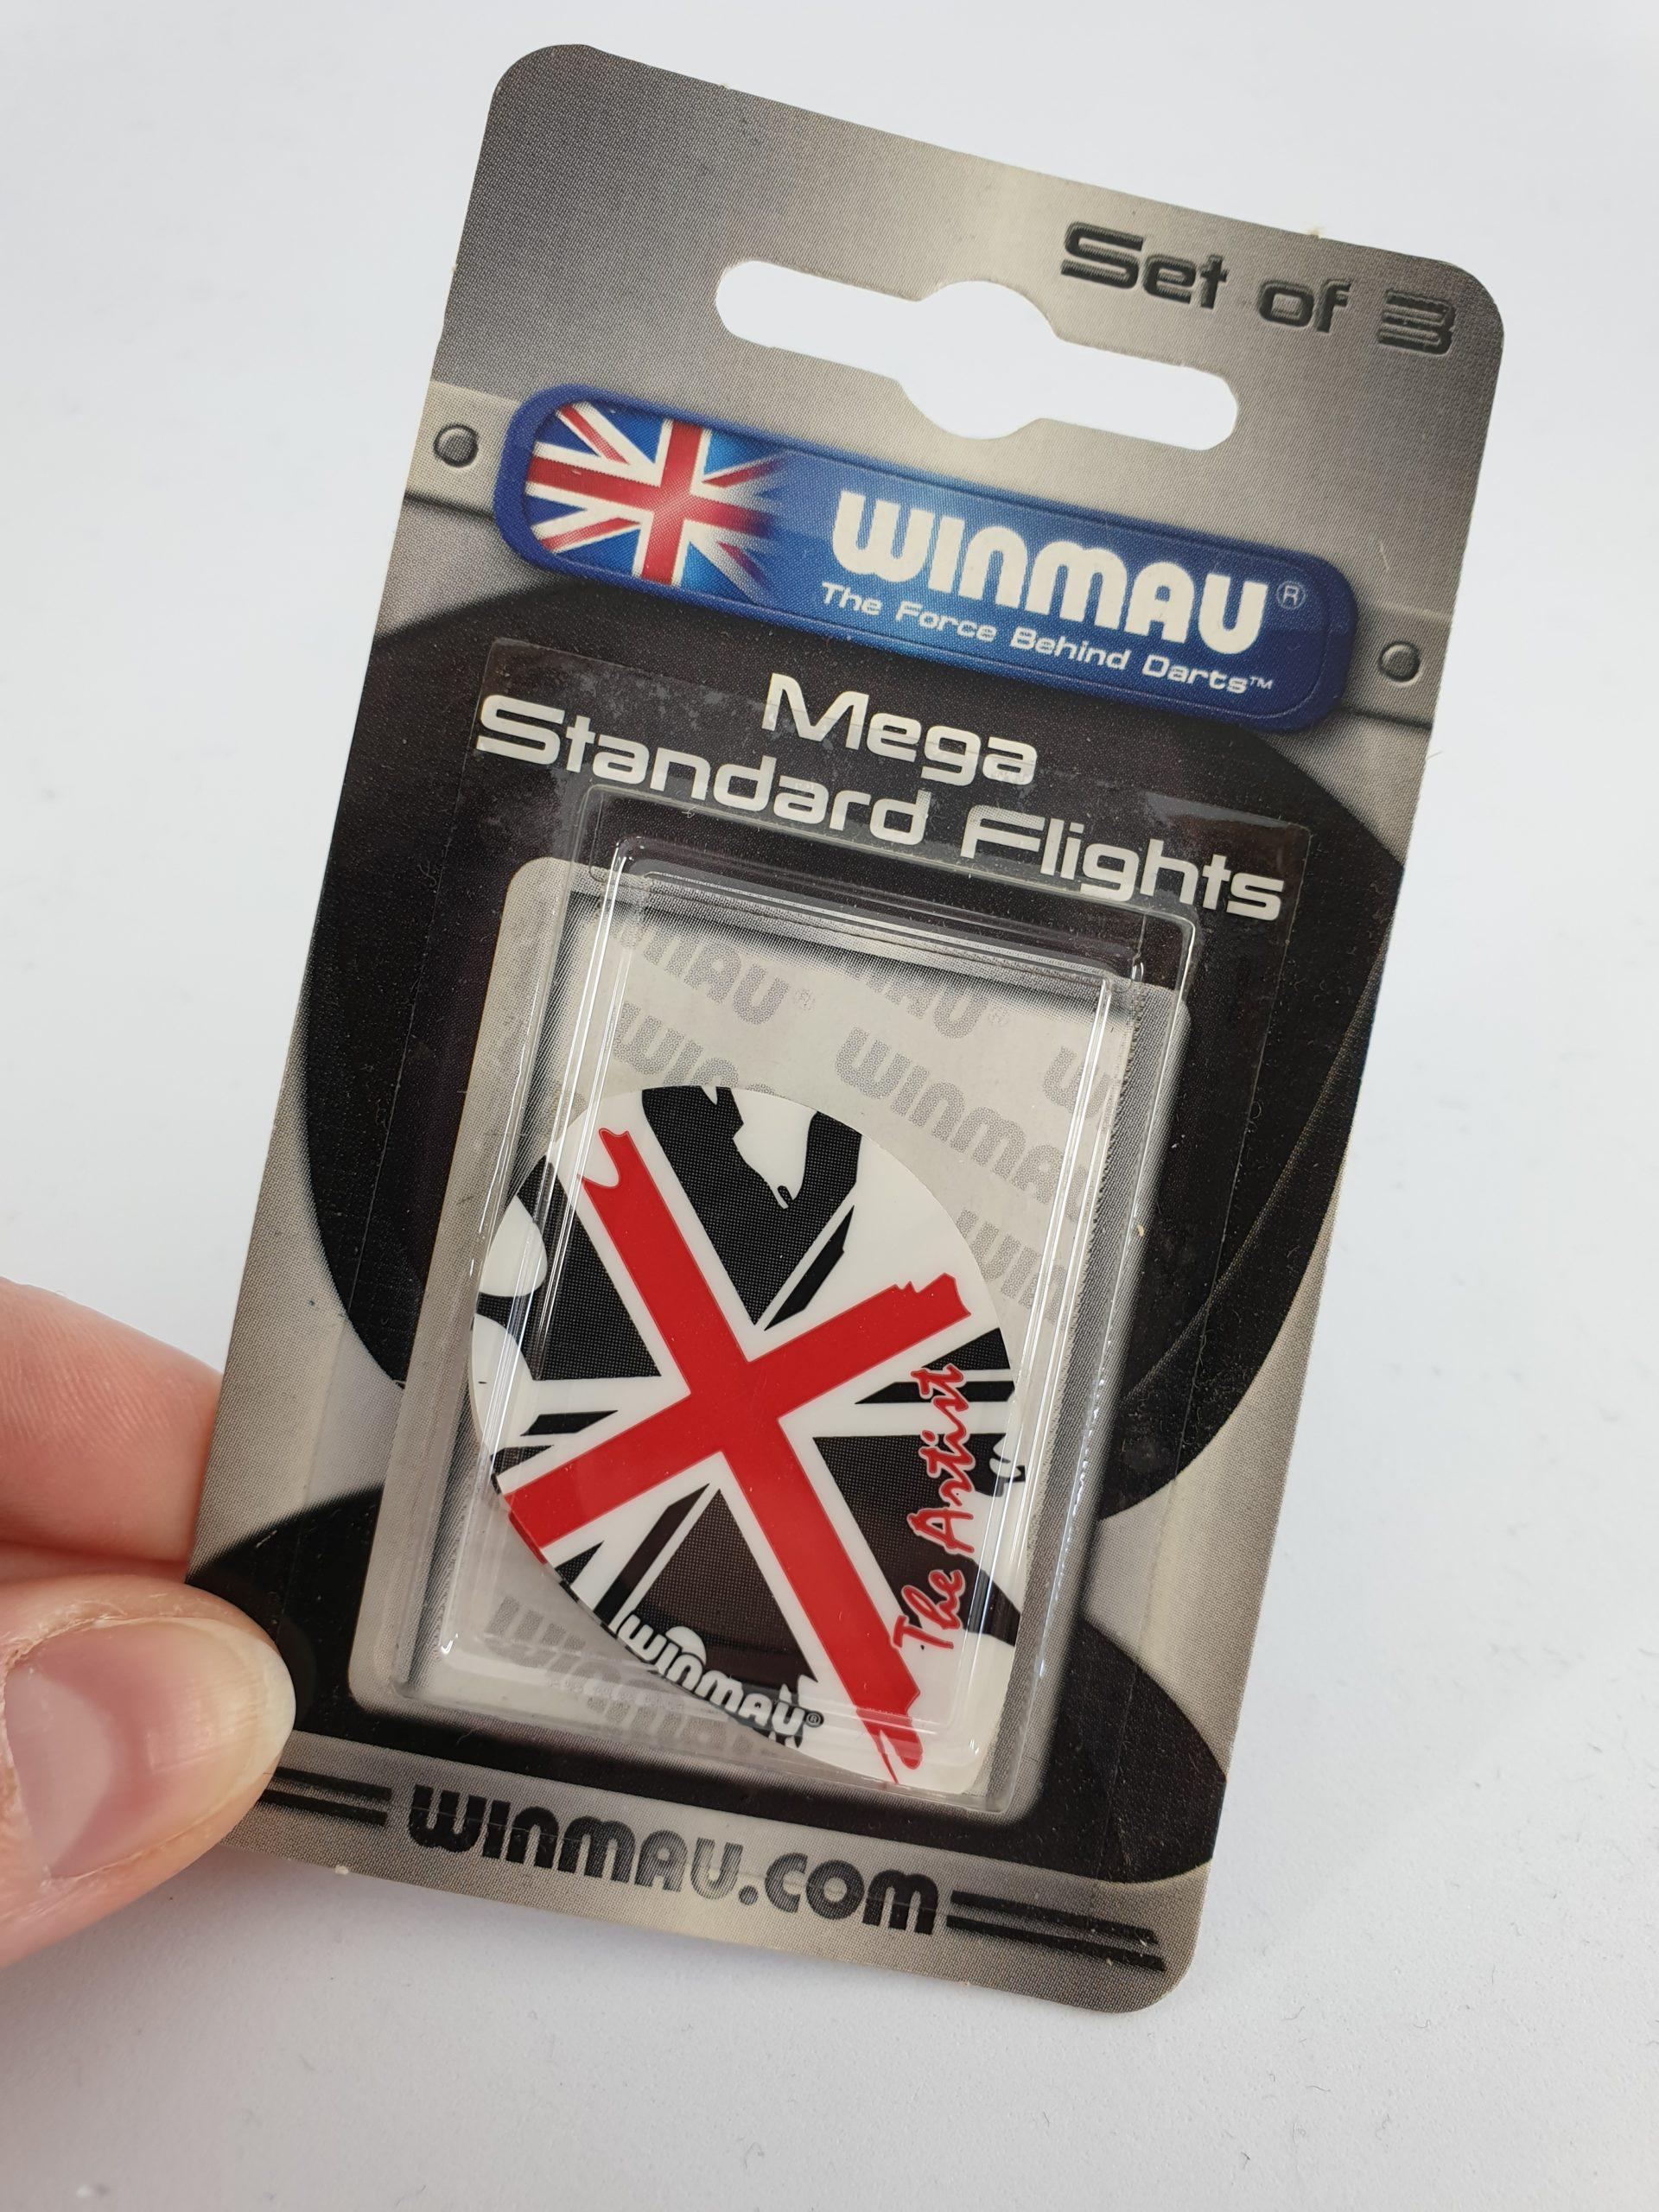 Set of 3
WINMAU®
The Force Behind Darts™
Mega
Standard Flights
WINMAU
The Artist
WINMAU®
WINMAU.COM